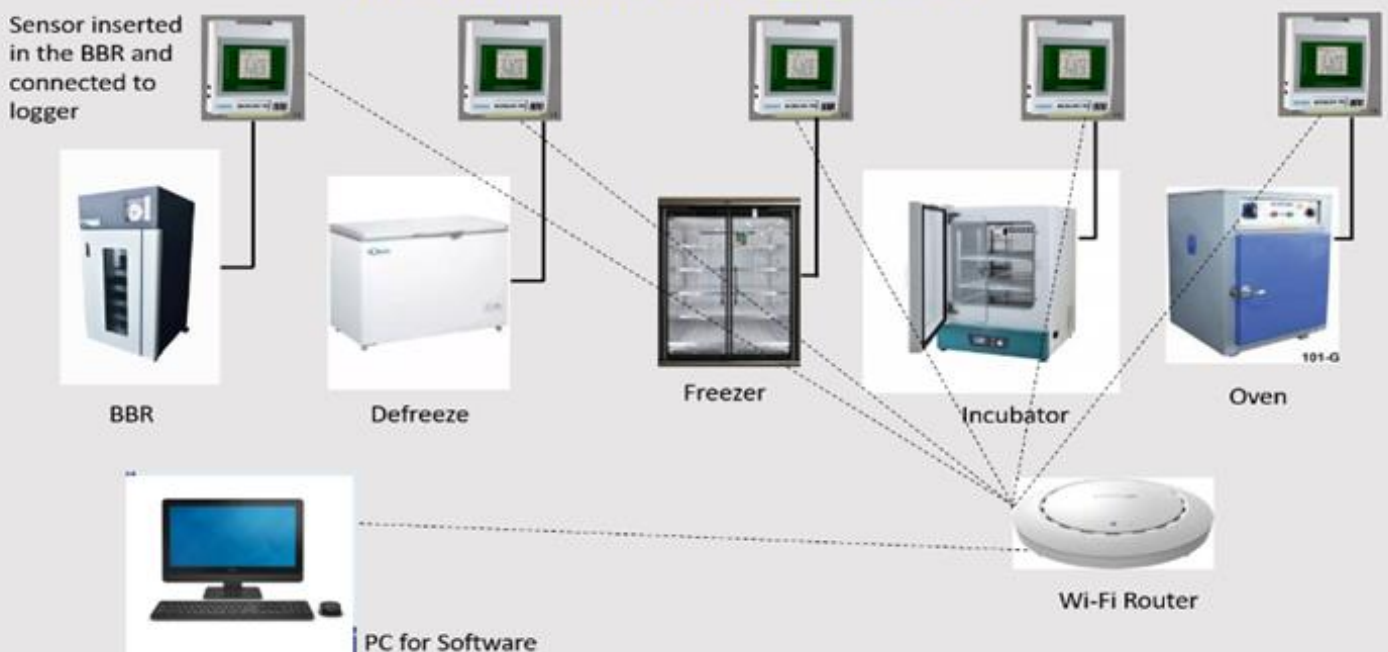 Sensor inserted
in the BBR and
connected to
logger
BBR
Defreeze
Freezer
Incubator
Oven
101-G
Wi-Fi Router
PC for Software